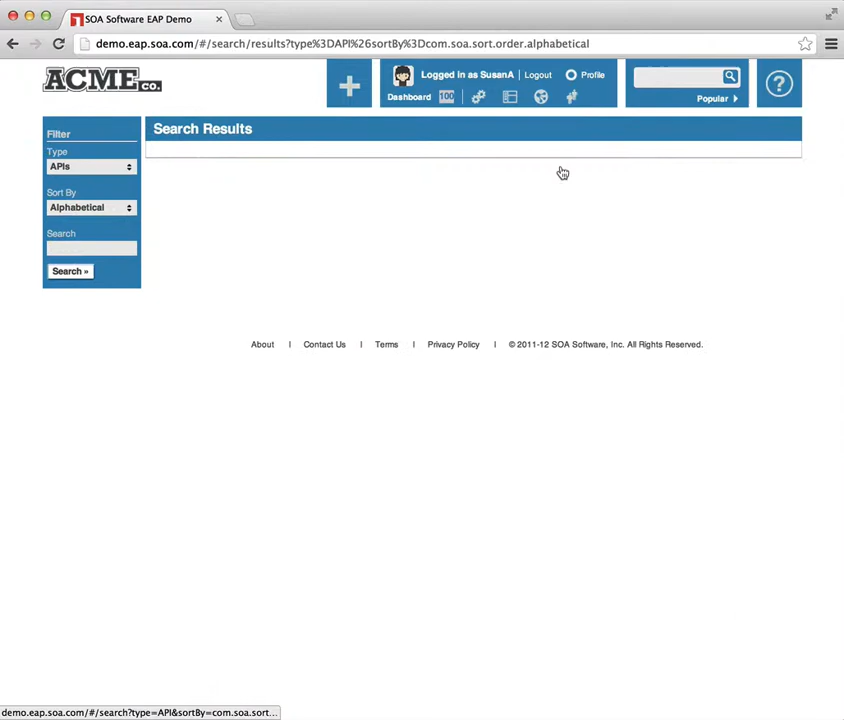 SOA Software EAP Demo
demo.eap.soa.com/#/search/results?type%3DAPI%26sortBy%3Dcom.soa.sort.order.alphabetical
ACME CO.
+
Logged in as SusanA | Logout Profile
Dashboard 100
Popular
?
Filter
Type
APIs
Sort By
Alphabetical
Search
Search »
Search Results
About | Contact Us | Terms | Privacy Policy | © 2011-12 SOA Software, Inc. All Rights Reserved.
demo.eap.soa.com/#/search?type=API&sortBy=com.soa.sort...